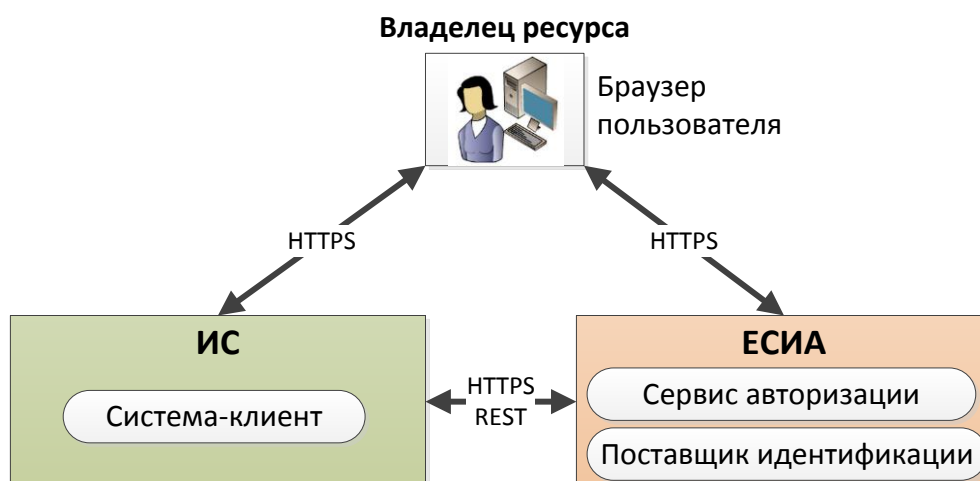 Владелец ресурса
Браузер
пользователя
HTTPS
HTTPS
ИС
Система-клиент
HTTPS
REST
ЕСИА
Сервис авторизации
Поставщик идентификации